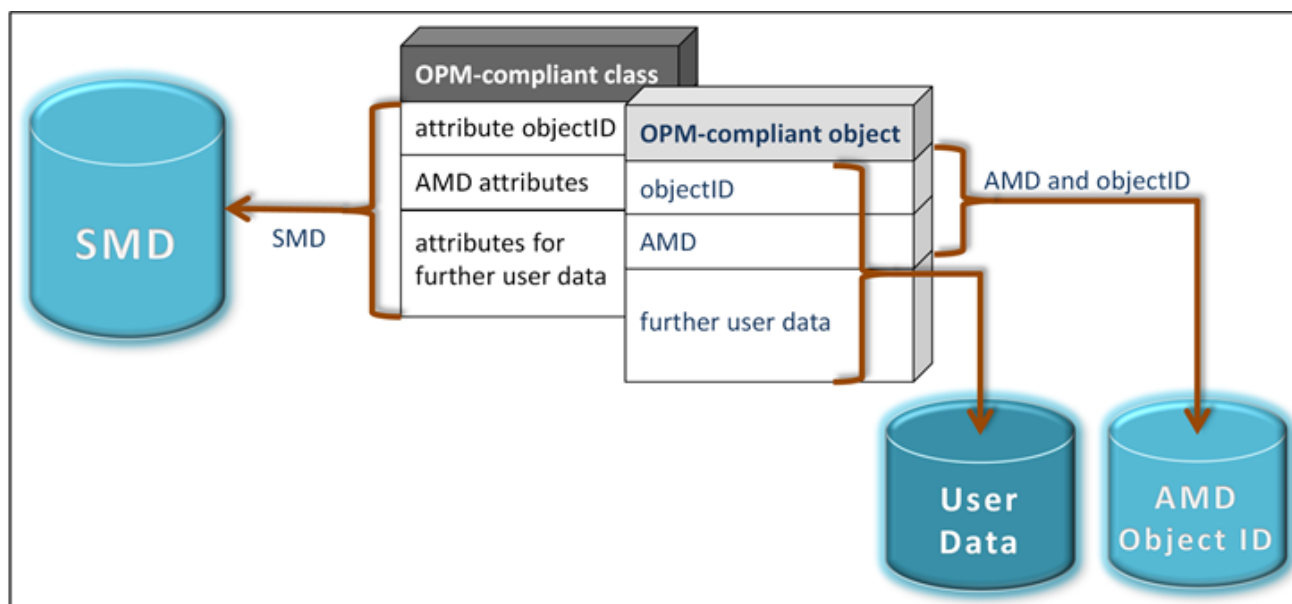 OPM-compliant class
attribute objectID
AMD attributes
attributes for
further user data
OPM-compliant object
objectID
AMD
further user data
AMD and objectID
SMD
SMD
User
Data
AMD
Object ID